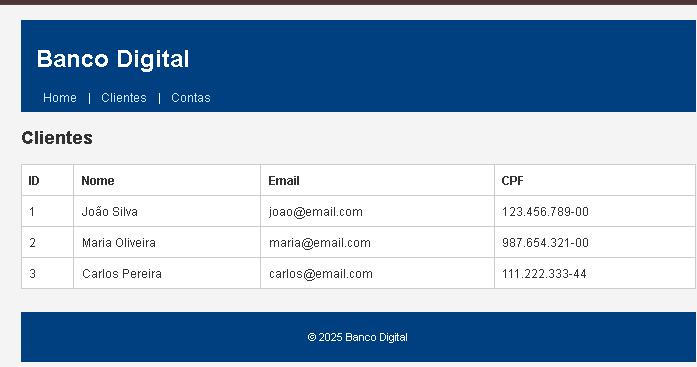 Banco Digital
Home | Clientes | Contas
Clientes
ID Nome Email CPF
1 João Silva joao@email.com 123.456.789-00
2 Maria Oliveira maria@email.com 987.654.321-00
3 Carlos Pereira carlos@email.com 111.222.333-44
© 2025 Banco Digital